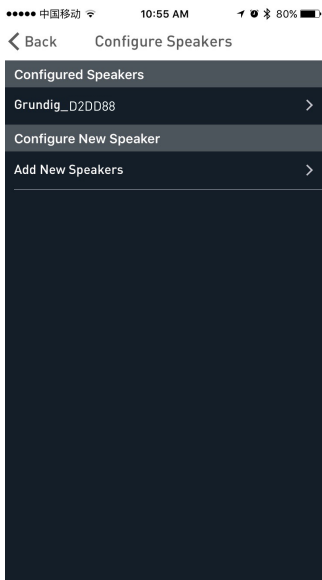 中国移动 10:55 AM 80%
Back Configure Speakers
Configured Speakers
Grundig_D2DD88
Configure New Speaker
Add New Speakers